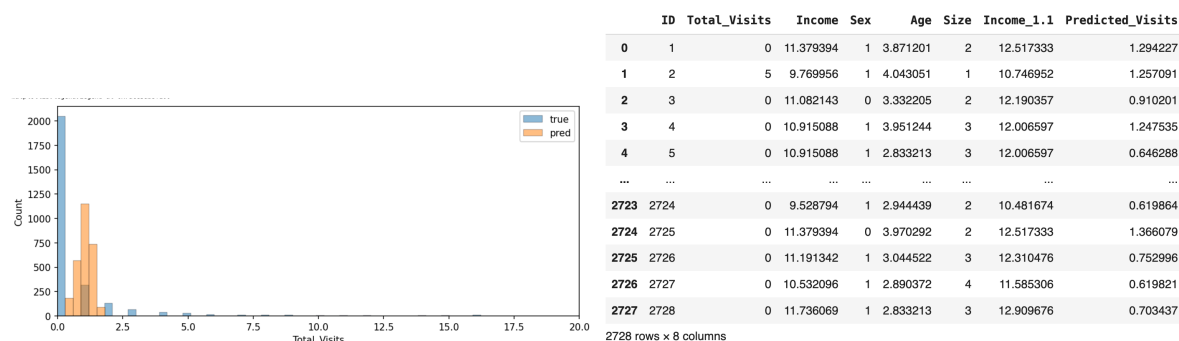 2000
1750
1500
1250
1000
750
500
250
0
Count
0.0 2.5 5.0 7.5 10.0 12.5 15.0 17.5 20.0
Total_Visits
true
pred
ID Total_Visits Income Sex Age Size Income_1.1 Predicted_Visits
0 1 0 11.379394 1 3.871201 2 12.517333 1.294227
1 2 5 9.769956 1 4.043051 1 10.746952 1.257091
2 3 0 11.082143 0 3.332205 2 12.190357 0.910201
3 4 0 10.915088 1 3.951244 3 12.006597 1.247535
4 5 0 10.915088 1 2.833213 3 12.006597 0.646288
... ... ... ... ... ... ... ... ...
2723 2724 0 9.528794 1 2.944439 2 10.481674 0.619864
2724 2725 0 11.379394 0 3.970292 2 12.517333 1.366079
2725 2726 0 11.191342 1 3.044522 3 12.310476 0.752996
2726 2727 0 10.532096 1 2.890372 4 11.585306 0.619821
2727 2728 0 11.736069 1 2.833213 3 12.909676 0.703437
2728 rows × 8 columns